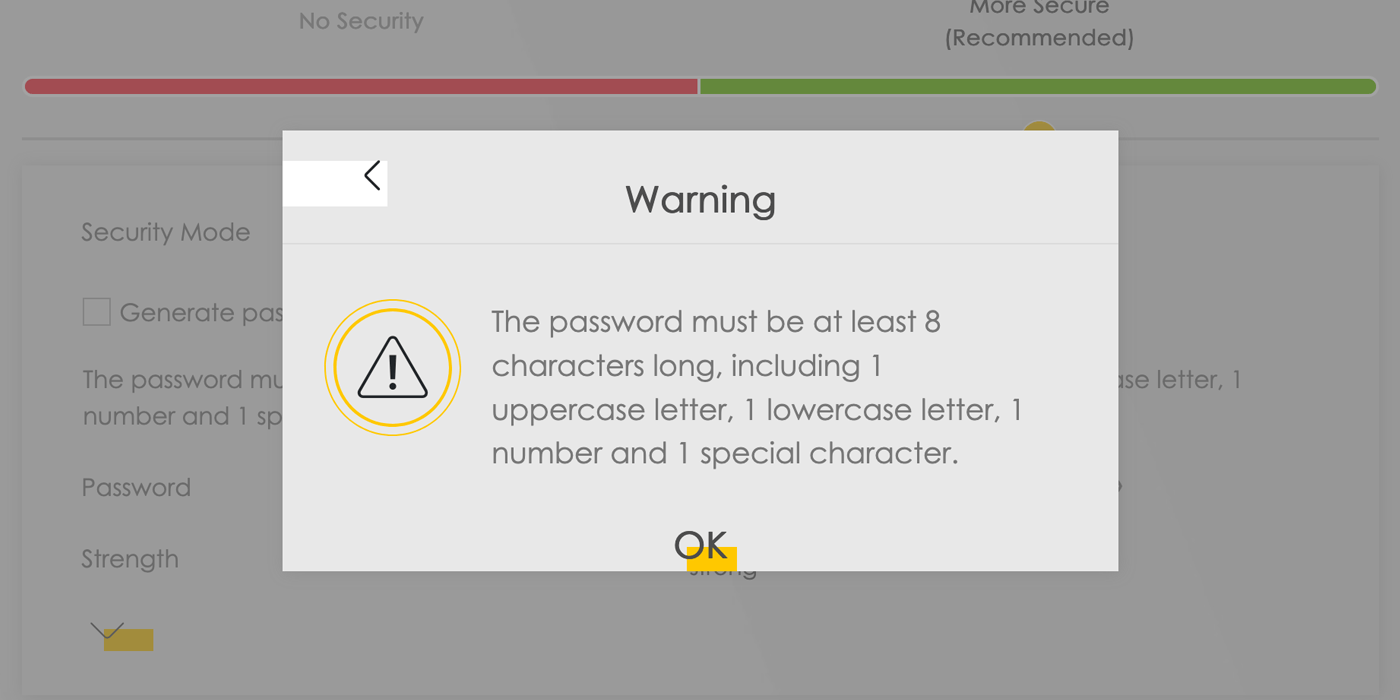 No Security
More Secure
(Recommended)
Warning
Security Mode
Generate pas
The password must be at least 8
characters long, including 1
uppercase letter, 1 lowercase letter, 1
number and 1 special character.
The password mu
ase letter, 1
number and 1 sp
Password
OK
Strength
strong